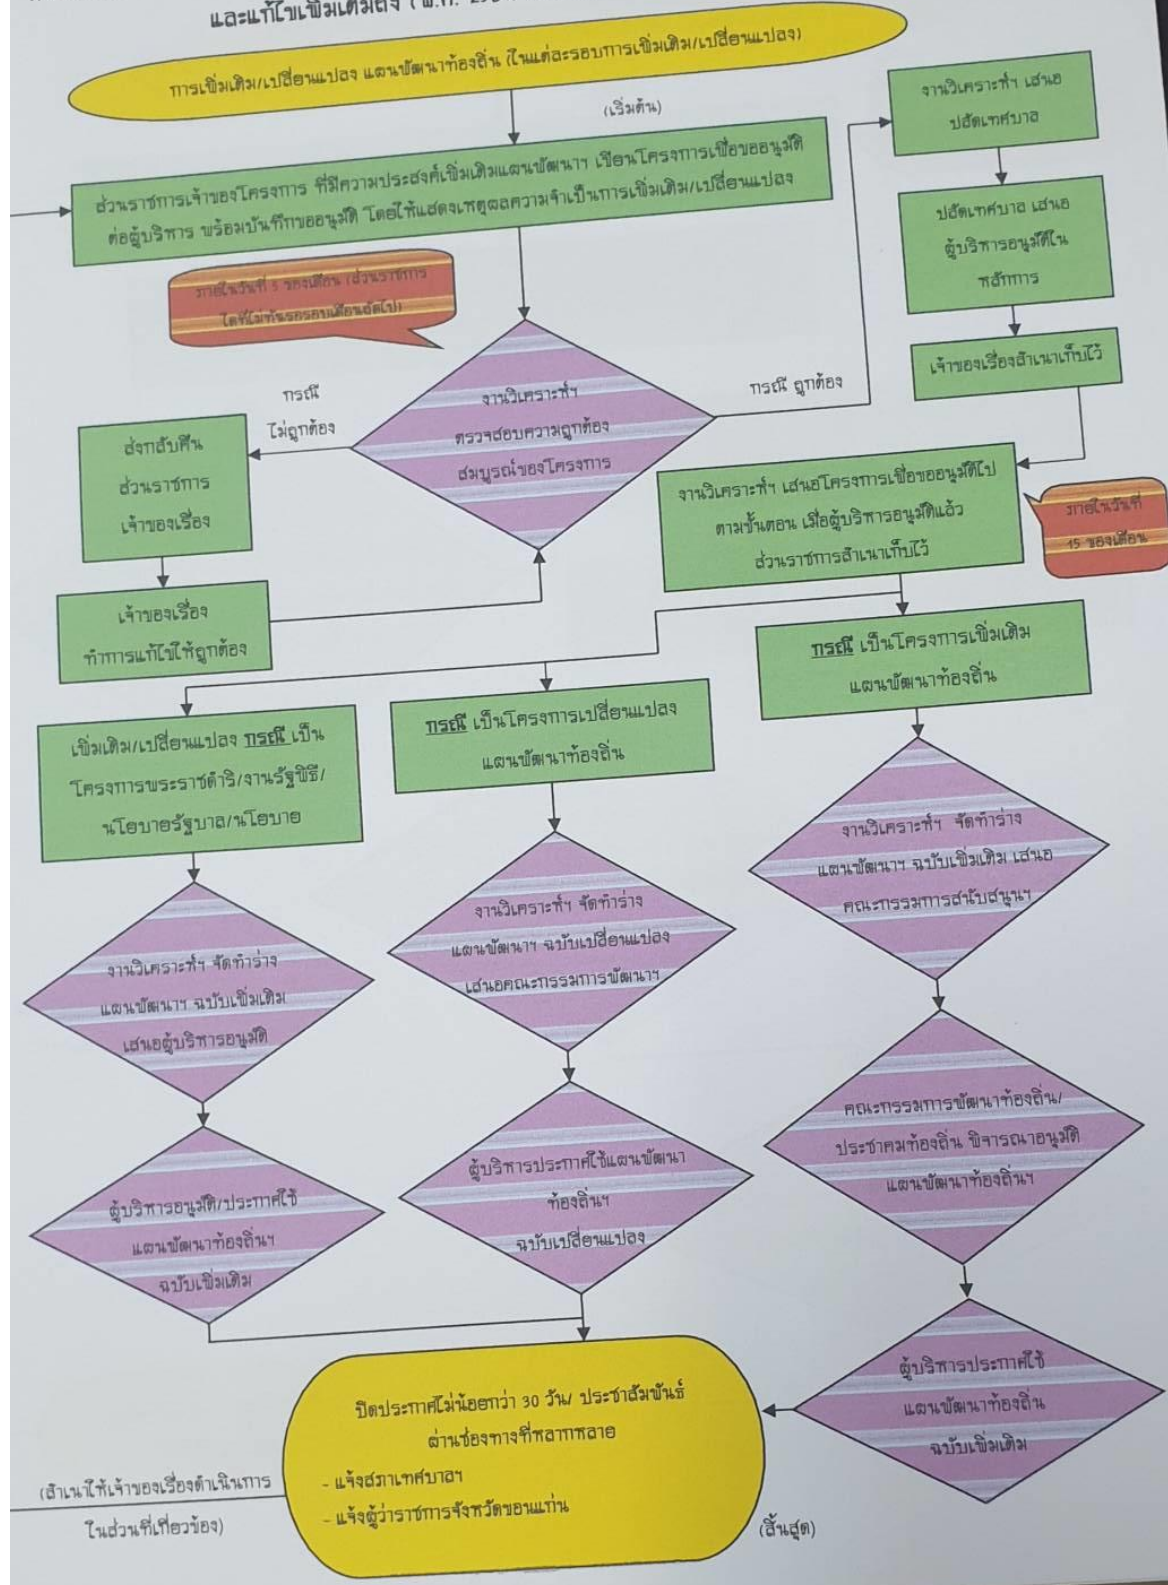 และแก้ไขเพิ่มเติมถึง (พ.ศ.
การเพิ่มเติม/เปลี่ยนแปลง แผนพัฒนาท้องถิ่น (ในแต่ละรอบการเพิ่มเติม/เปลี่ยนแปลง)
(เริ่มต้น)
ส่วนราชการเจ้าของโครงการ ที่มีความประสงค์เพิ่มเติมแผนพัฒนาฯ เขียนโครงการเพื่อขออนุมัติ
ต่อผู้บริหาร พร้อมบันทึกขออนุมัติ โดยให้แสดงเหตุผลความจำเป็นการเพิ่มเติม/เปลี่ยนแปลง
งานวิเคราะห์ฯ เสนอ
ปลัดเทศบาล
ปลัดเทศบาล เสนอ
ผู้บริหารอนุมัติใน
หลักการ
เจ้าของเรื่องสำเนาเก็บไว้
ภายในวันที่ 5 ของเดือน (ส่วนราชการ
ใดที่ไม่ทันรอรอบเดือนถัดไป)
งานวิเคราะห์ฯ
ตรวจสอบความถูกต้อง
สมบูรณ์ของโครงการ
กรณี ถูกต้อง
กรณี
ไม่ถูกต้อง
ส่งกลับคืน
ส่วนราชการ
เจ้าของเรื่อง
เจ้าของเรื่อง
ทำการแก้ไขให้ถูกต้อง
งานวิเคราะห์ฯ เสนอโครงการเพื่อขออนุมัติไป
ตามขั้นตอน เมื่อผู้บริหารอนุมัติแล้ว
ส่วนราชการสำเนาเก็บไว้
ภายในวันที่
15 ของเดือน
เพิ่มเติม/เปลี่ยนแปลง กรณี เป็น
โครงการพระราชดำริ/งานรัฐพิธี/
นโยบายรัฐบาล/นโยบาย
กรณี เป็นโครงการเปลี่ยนแปลง
แผนพัฒนาท้องถิ่น
กรณี เป็นโครงการเพิ่มเติม
แผนพัฒนาท้องถิ่น
งานวิเคราะห์ฯ จัดทำร่าง
แผนพัฒนาฯ ฉบับเพิ่มเติม
เสนอผู้บริหารอนุมัติ
งานวิเคราะห์ฯ จัดทำร่าง
แผนพัฒนาฯ ฉบับเปลี่ยนแปลง
เสนอคณะกรรมการพัฒนาฯ
งานวิเคราะห์ฯ จัดทำร่าง
แผนพัฒนาฯ ฉบับเพิ่มเติม เสนอ
คณะกรรมการสนับสนุนฯ
ผู้บริหารอนุมัติ/ประกาศใช้
แผนพัฒนาท้องถิ่นฯ
ฉบับเพิ่มเติม
ผู้บริหารประกาศใช้แผนพัฒนา
ท้องถิ่นฯ
ฉบับเปลี่ยนแปลง
คณะกรรมการพัฒนาท้องถิ่น/
ประชาคมท้องถิ่น พิจารณาอนุมัติ
แผนพัฒนาท้องถิ่นฯ
ผู้บริหารประกาศใช้
แผนพัฒนาท้องถิ่น
ฉบับเพิ่มเติม
ปิดประกาศไม่น้อยกว่า 30 วัน/ ประชาสัมพันธ์
ผ่านช่องทางที่หลากหลาย
- แจ้งสภาเทศบาลฯ
- แจ้งผู้ว่าราชการจังหวัดขอนแก่น
(สำเนาให้เจ้าของเรื่องดำเนินการ
ในส่วนที่เกี่ยวข้อง)
(สิ้นสุด)